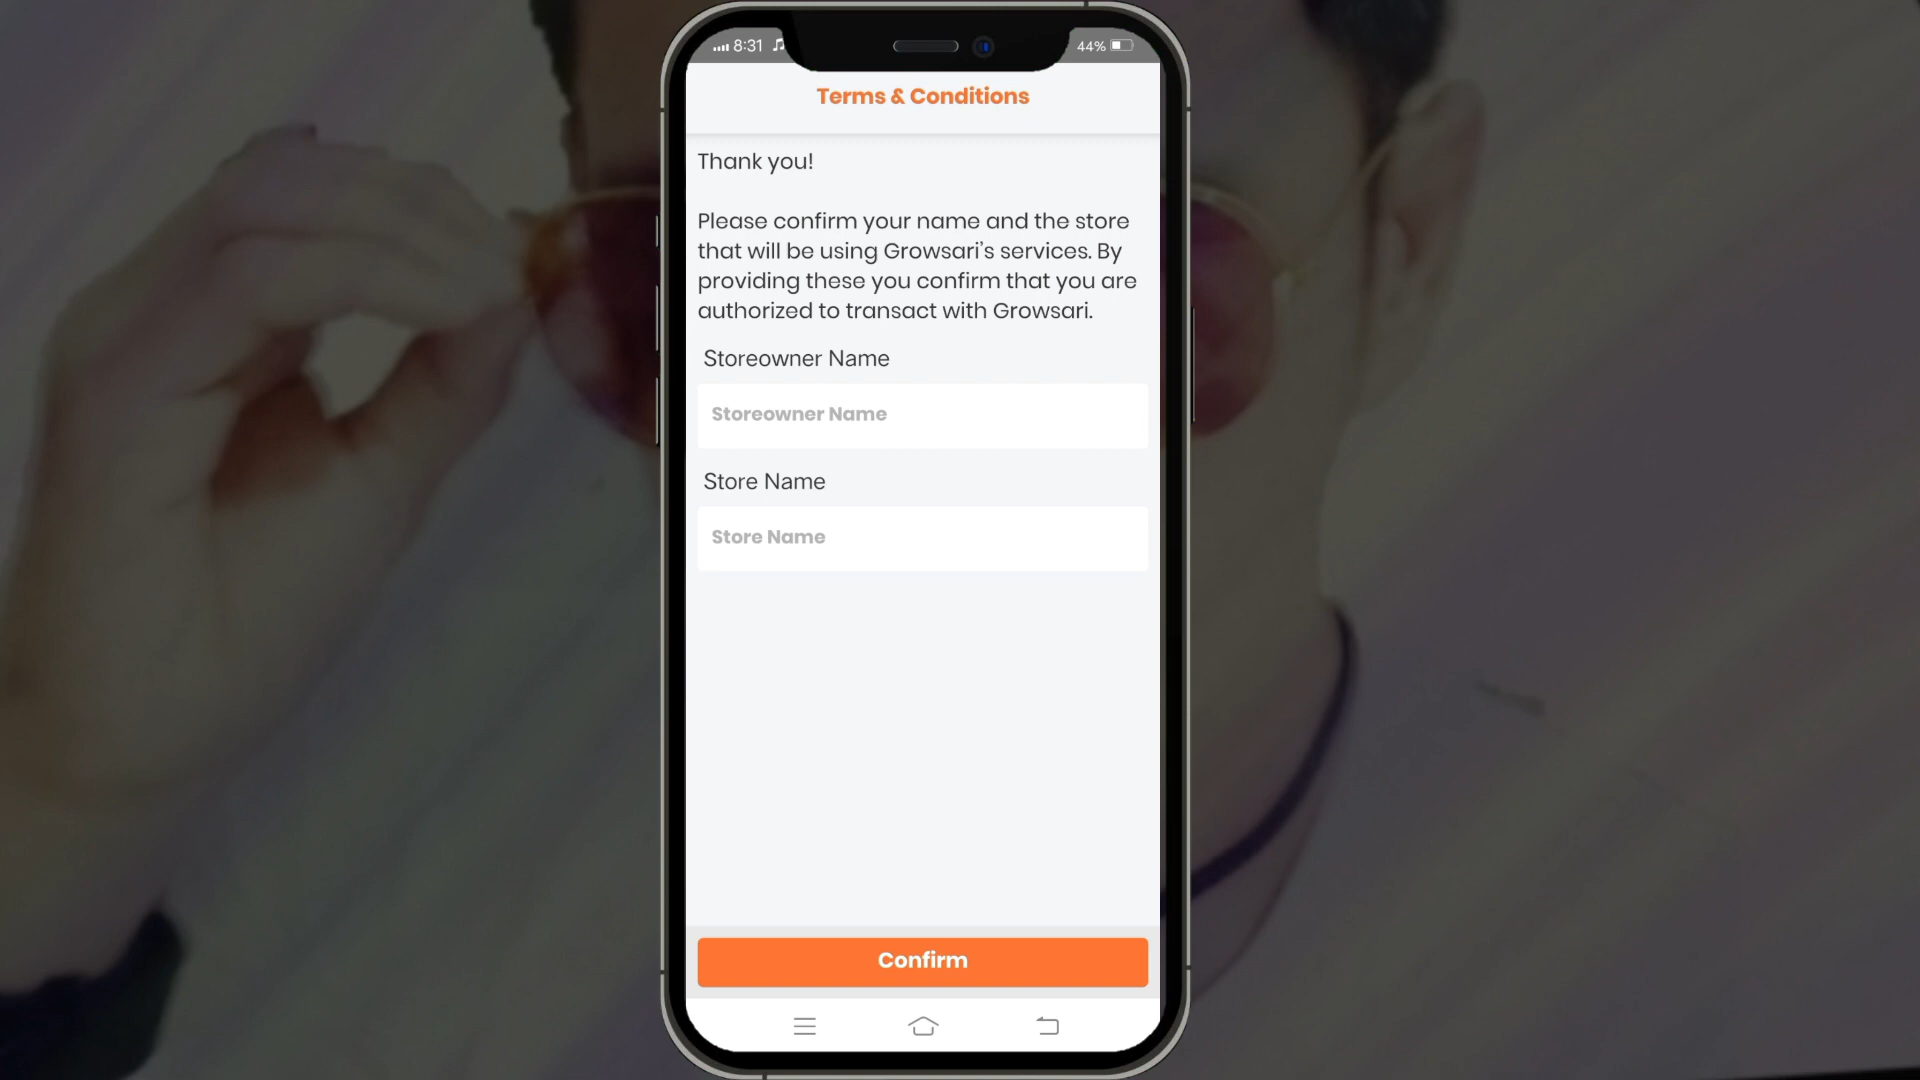 8:31
44%
Terms & Conditions
Thank you!
Please confirm your name and the store
that will be using Growsari's services. By
providing these you confirm that you are
authorized to transact with Growsari.
Storeowner Name
Storeowner Name
Store Name
Store Name
Confirm